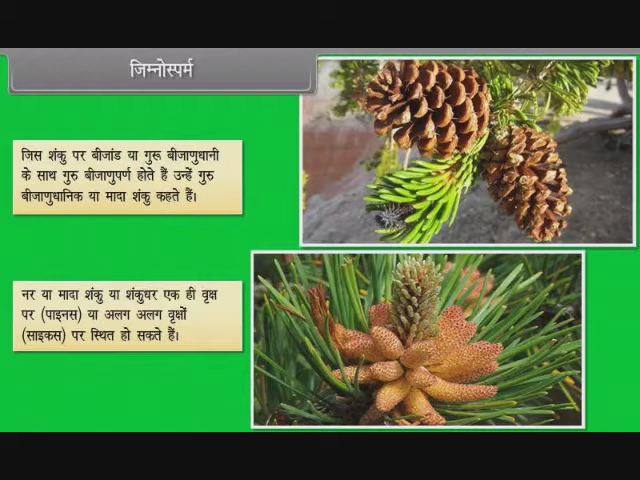 जिम्नोस्पर्म
जिस शंकु पर बीजांड या गुरू बीजाणुधानी
के साथ गुरु बीजाणुपर्ण होते हैं उन्हें गुरु
बीजाणुधानिक या मादा शंकु कहते हैं।
नर या मादा शंकु या शंकुधर एक ही वृक्ष
पर (पाइनस) या अलग अलग वृक्षों
(साइकस) पर स्थित हो सकते हैं।